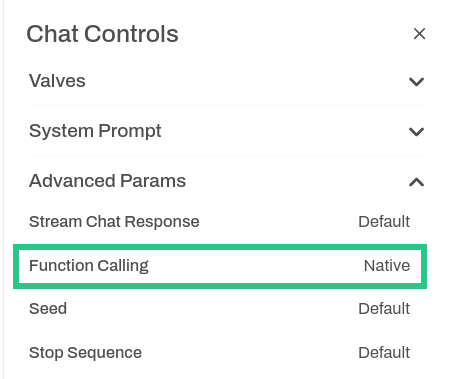 Chat Controls
Valves
System Prompt
Advanced Params
Stream Chat Response Default
Function Calling Native
Seed Default
Stop Sequence Default